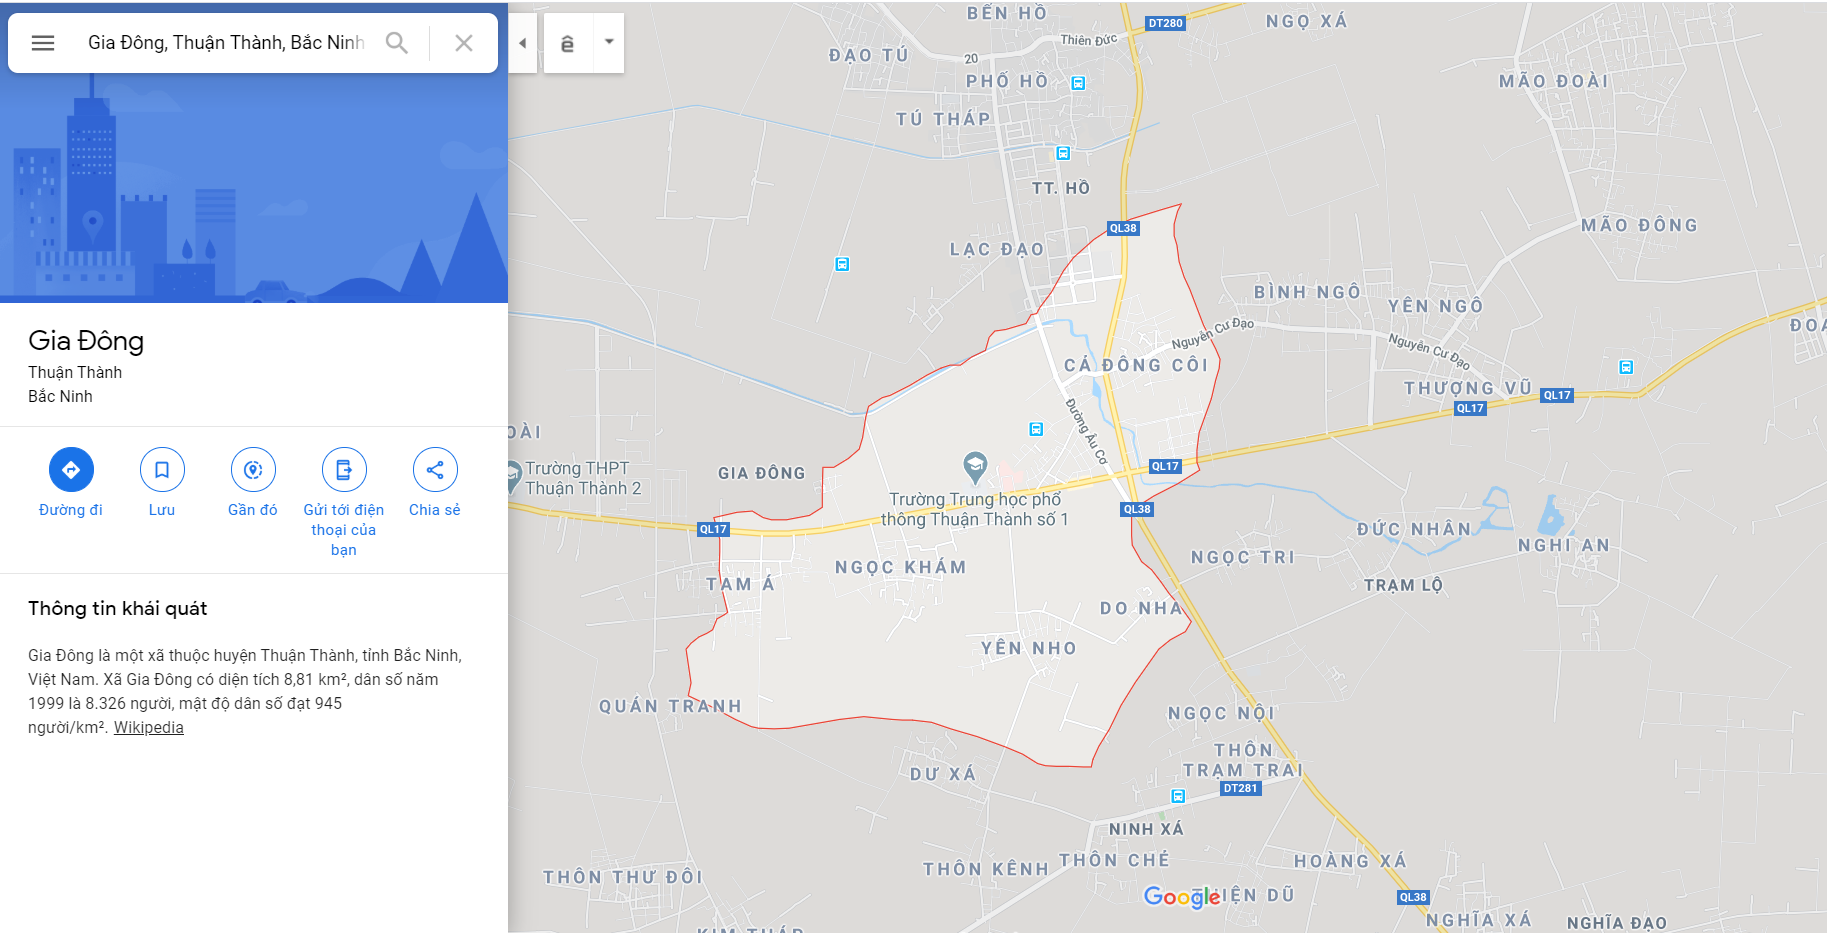 Gia Đông, Thuận Thành, Bắc Ninh
ê
Gia Đông
Thuận Thành
Bắc Ninh
Đường đi
Lưu
Gần đó
Gửi tới điện
thoại của
bạn
Chia sẻ
Thông tin khái quát
Gia Đông là một xã thuộc huyện Thuận Thành, tỉnh Bắc Ninh,
Việt Nam. Xã Gia Đông có diện tích 8,81 km², dân số năm
1999 là 8.326 người, mật độ dân số đạt 945
người/km². Wikipedia
BẾN HỒ
DT280
NGỌ XÁ
Thiên Đức
ĐẠO TÚ
20
PHỐ HỒ
MÃO ĐOÀI
TÚ THÁP
TT. HỒ
QL38
MÃO ĐÔNG
LẠC ĐẠO
BÌNH NGÔ
YÊN NGÔ
Nguyễn Cư Đạo
Nguyễn Cư Đạo
CẢ ĐÔNG CÔI
THƯỢNG VŨ
QL17
QL17
Đường Âu Cơ
OÀI
GIA ĐÔNG
Trường THPT
Thuận Thành 2
QL17
Trường Trung học phổ
thông Thuận Thành số 1
QL38
QL17
ĐỨC NHÂN
NGHI AN
NGỌC TRI
NGỌC KHÁM
TAM Á
TRẠM LỘ
DO NHA
YÊN NHO
QUÁN TRANH
NGỌC NỘI
THÔN
TRẠM TRAI
DƯ XÁ
DT281
NINH XÁ
THÔN CHẺ
HOÀNG XÁ
THÔN KÊNH
THÔN THƯ ĐÔI
Google
IỆN DŨ
QL38
NGHĨA XÁ
NGHĨA ĐẠO